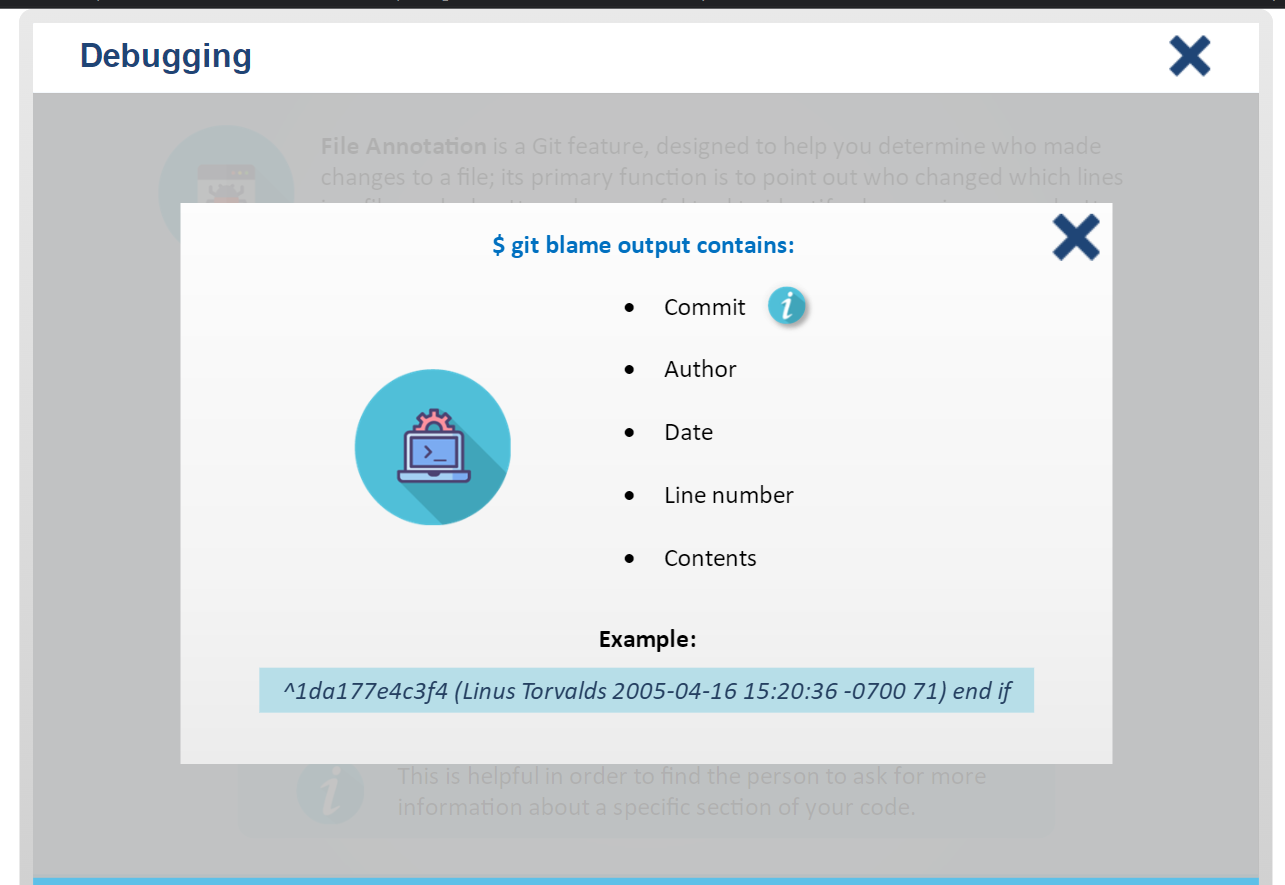 Debugging
File Annotation is a Git feature, designed to help you determine who made
changes to a file; its primary function is to point out who changed which lines
$ git blame output contains:
• Commit
• Author
• Date
• Line number
• Contents
Example:
^1da177e4c3f4 (Linus Torvalds 2005-04-16 15:20:36 -0700 71) end if
This is helpful in order to find the person to ask for more
information about a specific section of your code.